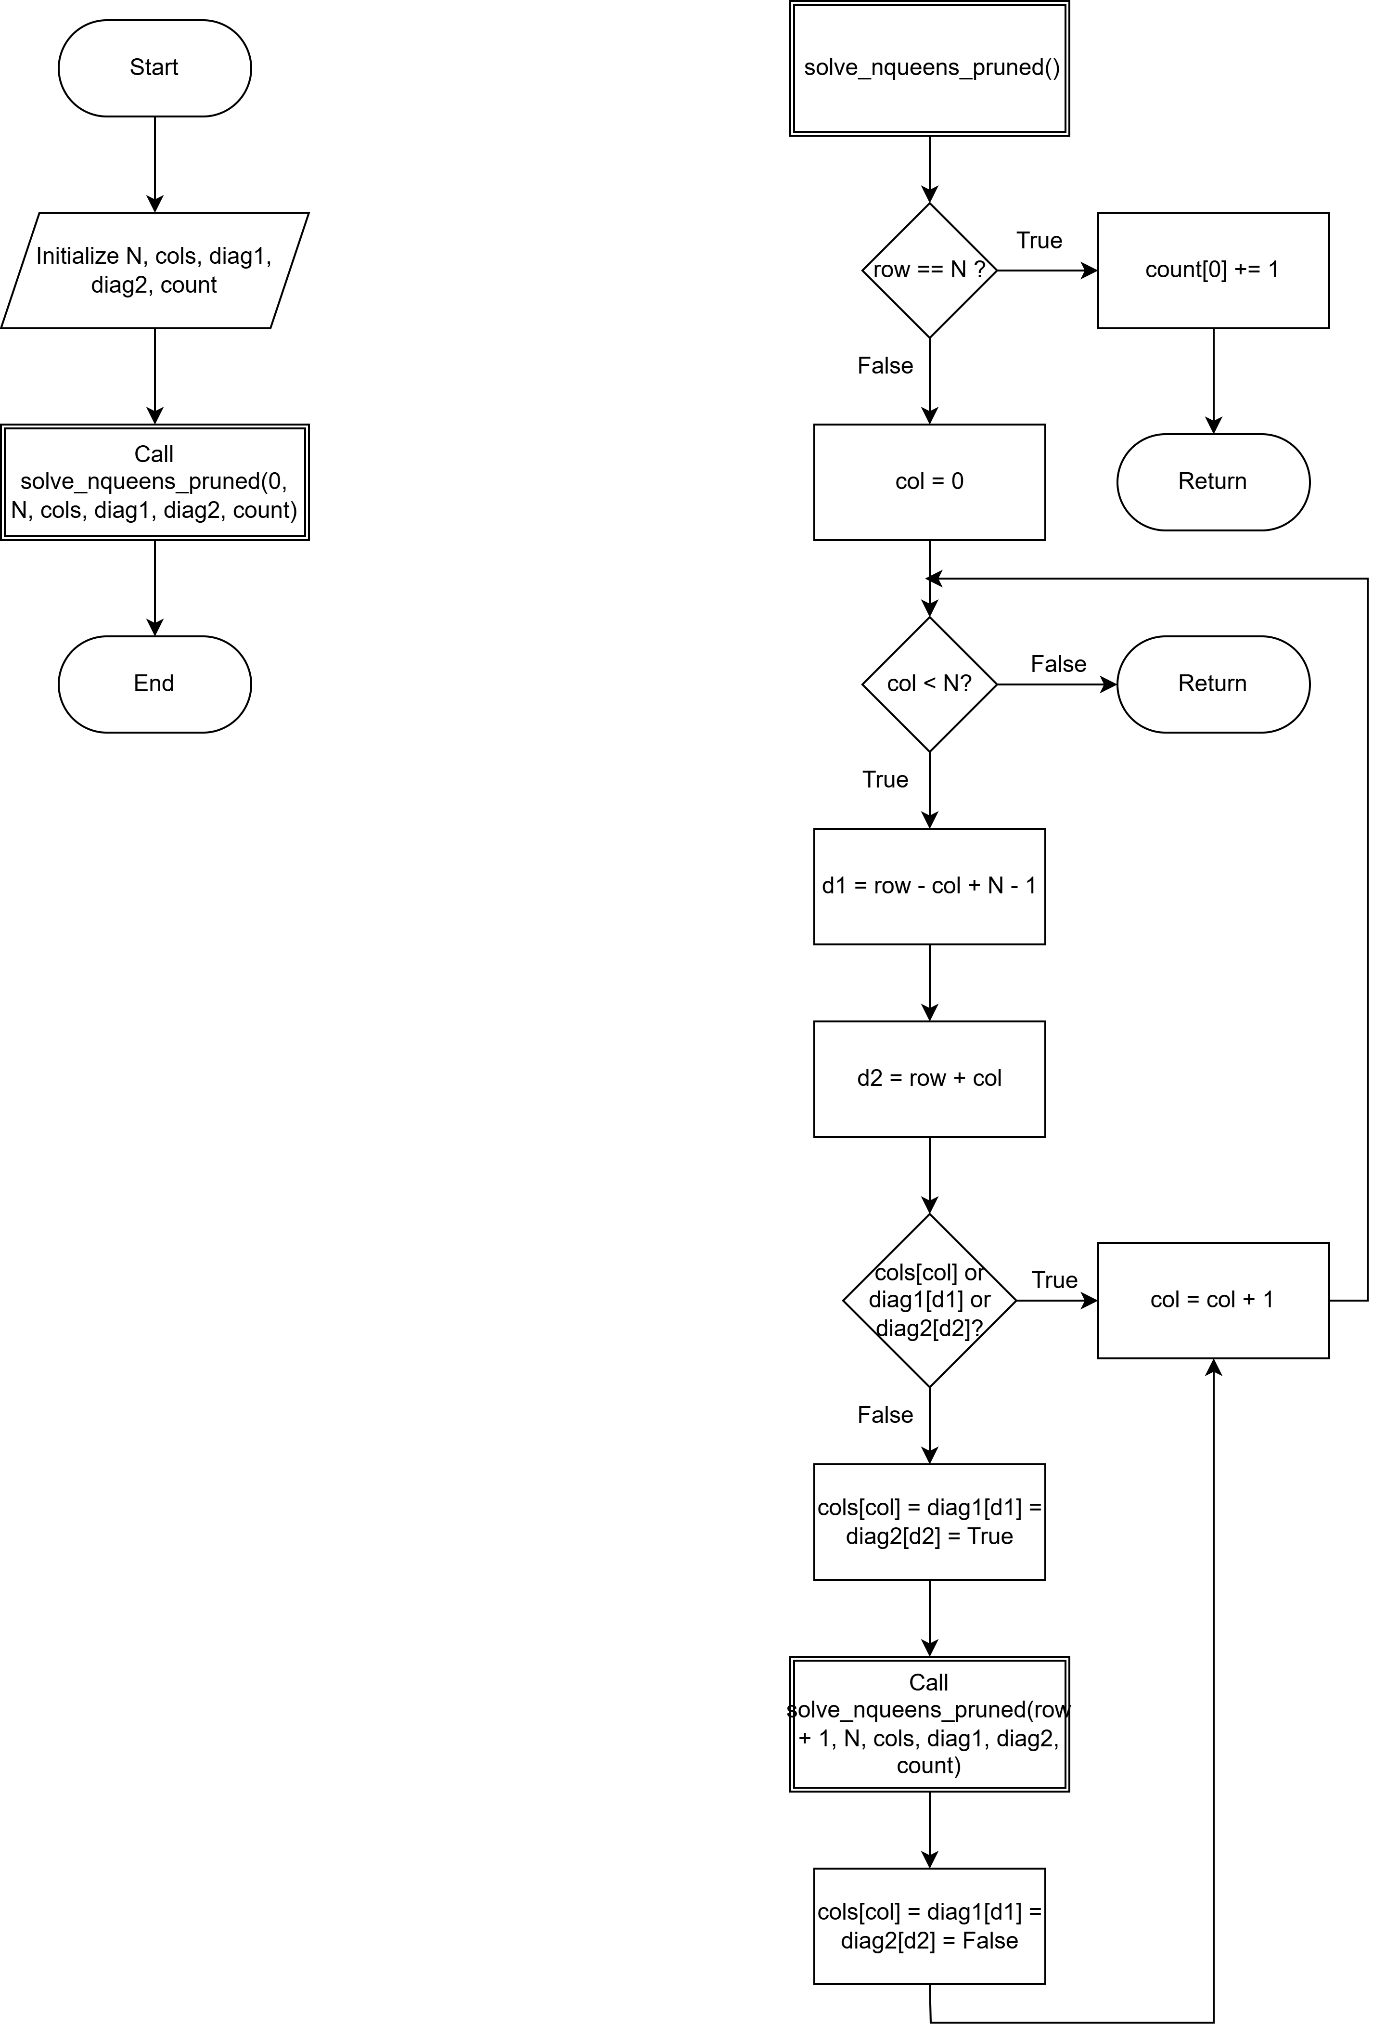 Start
Initialize N, cols, diag1,
diag2, count
Call
solve_nqueens_pruned(0,
N, cols, diag1, diag2, count)
End
solve_nqueens_pruned()
row == N ?
True
count[0] += 1
False
Return
col = 0
col < N?
False
Return
True
d1 = row - col + N - 1
d2 = row + col
cols[col] or
diag1[d1] or
diag2[d2]?
True
col = col + 1
False
cols[col] = diag1[d1] =
diag2[d2] = True
Call
solve_nqueens_pruned(row
+ 1, N, cols, diag1, diag2,
count)
cols[col] = diag1[d1] =
diag2[d2] = False